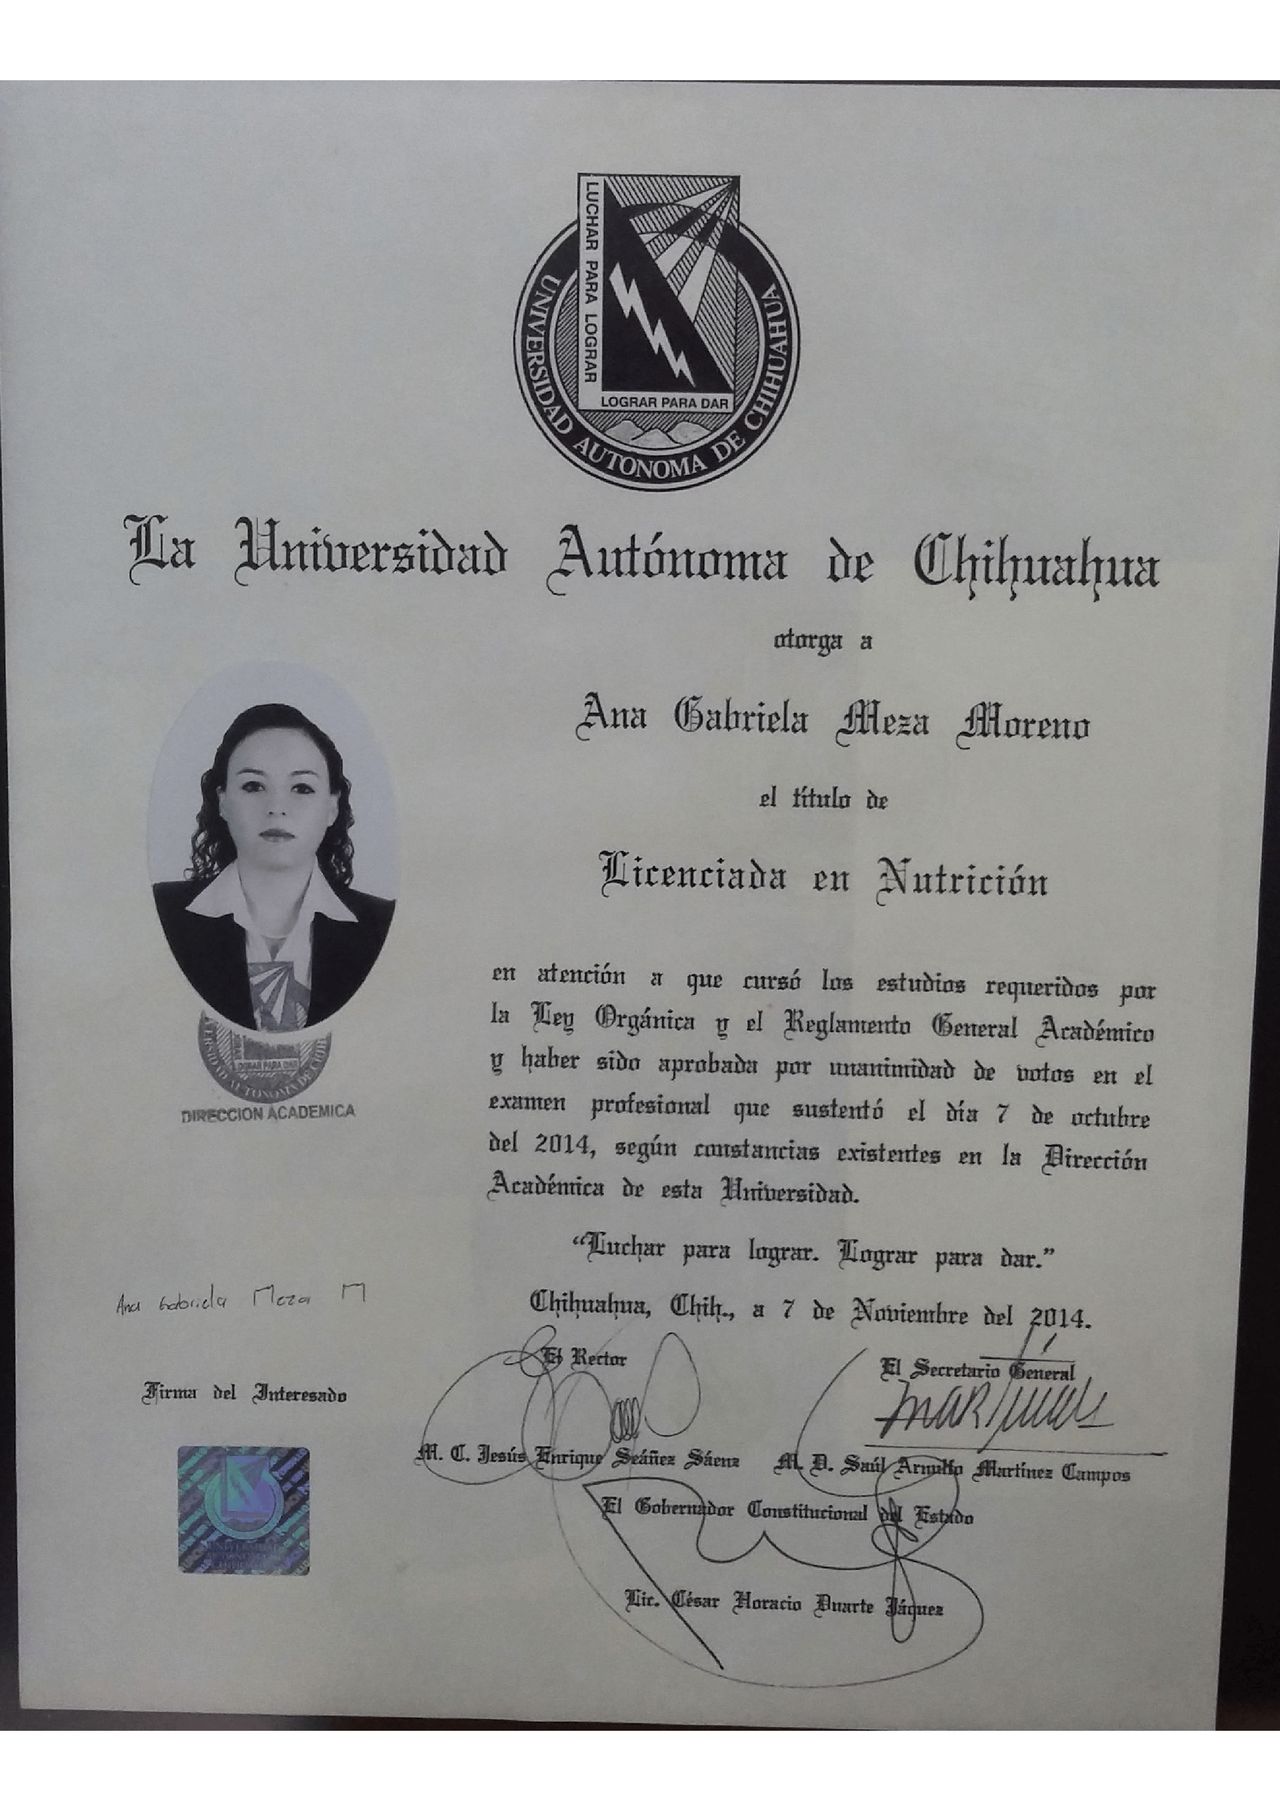 LUCHAR PARA LOGRAR
LOGRAR PARA DAR
UNIVERSIDAD AUTONOMA DE CHIHUAHUA
La Universidad Autónoma de Chihuahua
otorga a
Ana Gabriela Meza Moreno
el título de
Licenciada en Nutrición
en atención a que cursó los estudios requeridos por
la Ley Orgánica y el Reglamento General Académico
y haber sido aprobada por unanimidad de votos en el
examen profesional que sustentó el día 7 de octubre
del 2014, según constancias existentes en la Dirección
Académica de esta Universidad.
"Luchar para lograr. Lograr para dar."
Chihuahua, Chih., a 7 de Noviembre del 2014.
DIRECCION ACADEMICA
Ana Gabriela Meza M
Firma del Interesado
El Rector
M. C. Jesús Enrique Seáñez Sáenz
El Secretario General
M. D. Saúl Arnulfo Martínez Campos
El Gobernador Constitucional del Estado
Lic. César Horacio Duarte Jáquez